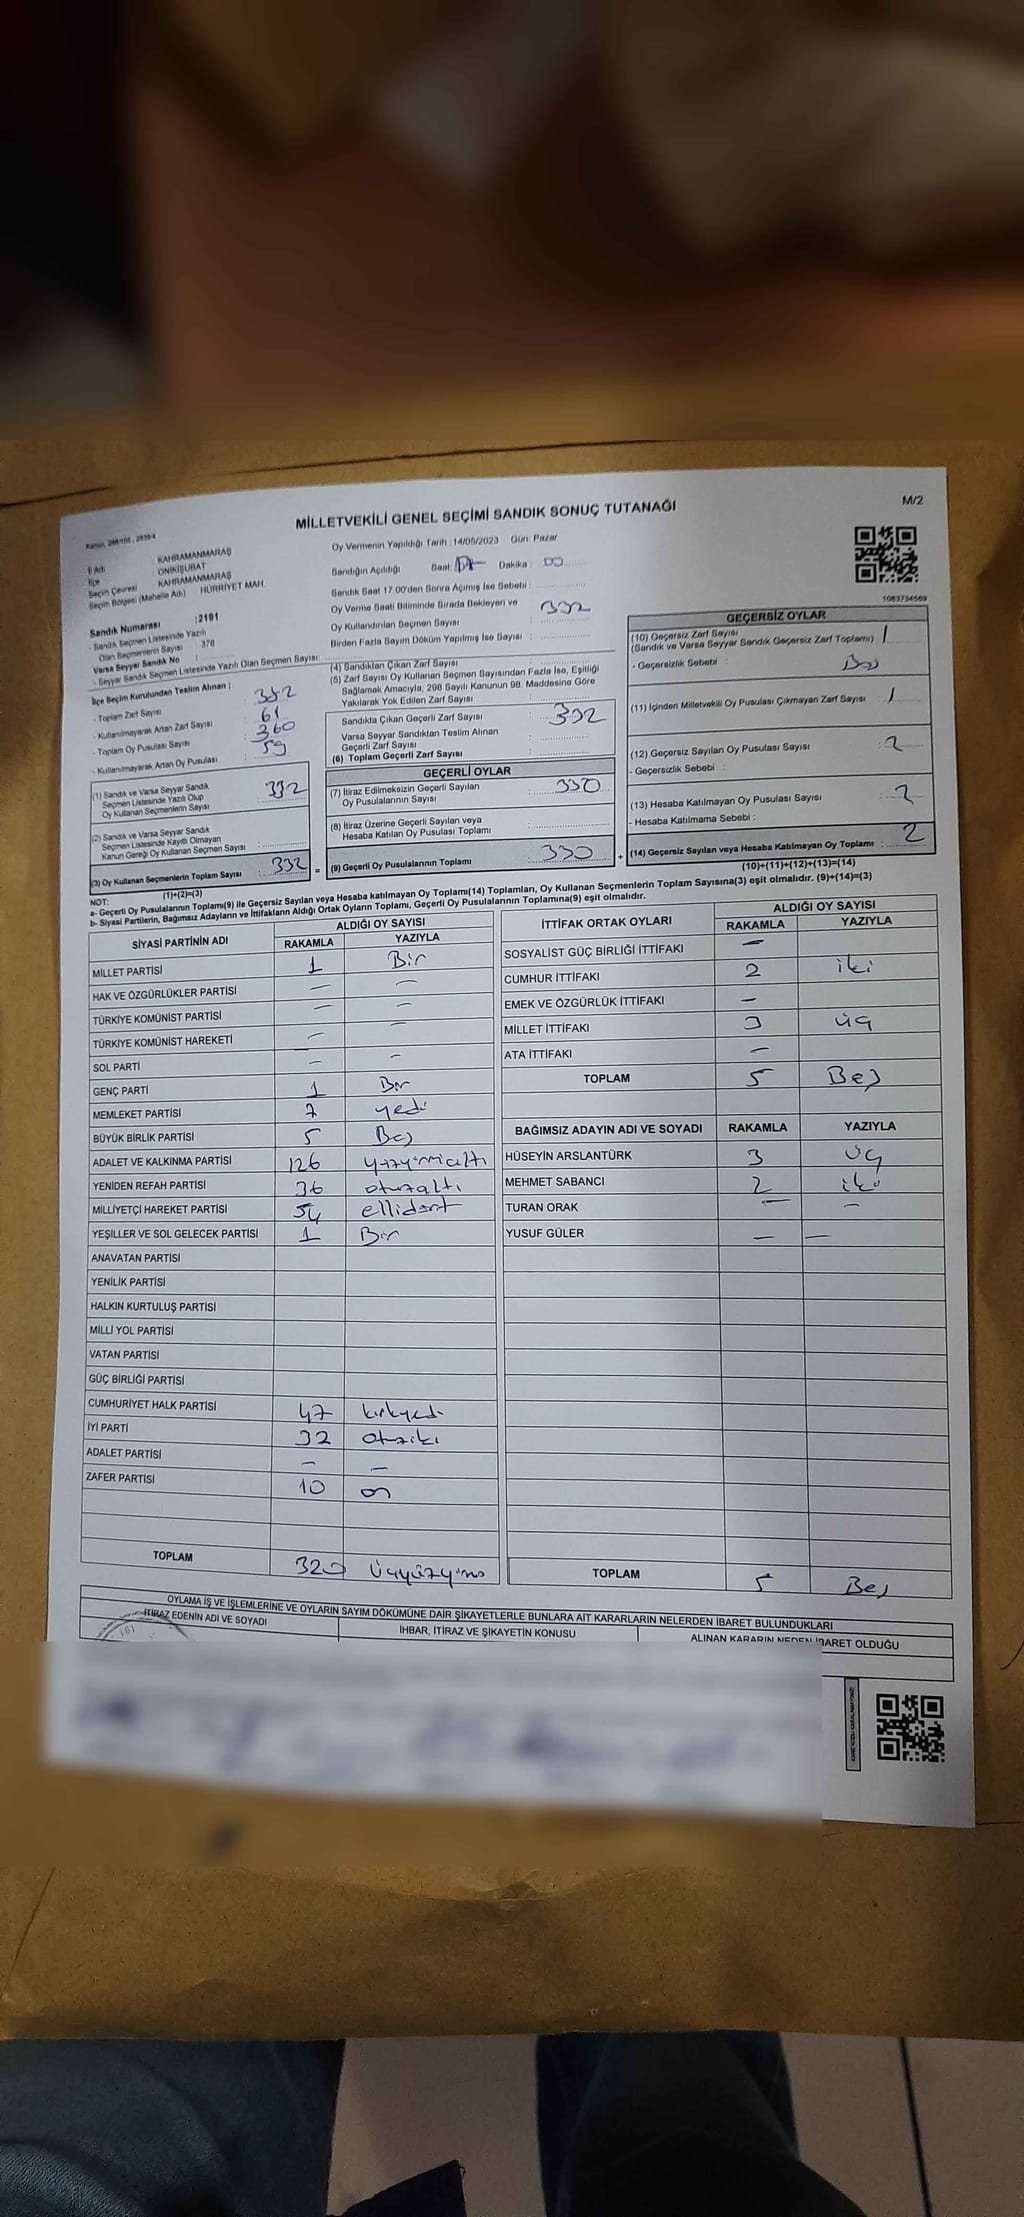 MİLLETVEKİLİ GENEL SEÇİMİ SANDIK SONUÇ TUTANAĞI
M/2
İl Adı : KAHRAMANMARAŞ
İlçe : ONİKİŞUBAT
Seçim Çevresi : KAHRAMANMARAŞ
Seçim Bölgesi (Mahalle Adı) HÜRRİYET MAH.
Sandık Numarası :2191
- Sandık Seçmen Listesinde Yazılı
Olan Seçmenlerin Sayısı : 378
Varsa Seyyar Sandık No :
- Seyyar Sandık Seçmen Listesinde Yazılı Olan Seçmen Sayısı:
İlçe Seçim Kurulundan Teslim Alınan ;
- Toplam Zarf Sayısı
- Kullanılmayarak Artan Zarf Sayısı 61
- Toplam Oy Pusulası Sayısı 360
- Kullanılmayarak Artan Oy Pusulası 59
(1) Sandık ve Varsa Seyyar Sandık
Seçmen Listesinde Yazılı Olup
Oy Kullanan Seçmenlerin Sayısı : 332
(2) Sandık ve Varsa Seyyar Sandık
Seçmen Listesinde Kayıtlı Olmayan
Kanun Gereği Oy Kullanan Seçmen Sayısı :
(3) Oy Kullanan Seçmenlerin Toplam Sayısı : 332
(1)+(2)=(3)
Oy Vermenin Yapıldığı Tarih : 14/05/2023 Gün: Pazar
Sandığın Açıldığı Saat : 17 Dakika : 00
Sandık Saat 17.00'den Sonra Açımış İse Sebebi :
Oy Verme Saati Bitiminde Sırada Bekleyen ve
Oy Kullandırılan Seçmen Sayısı :
Birden Fazla Sayım Döküm Yapılmış İse Sayısı :
332
(4) Sandıktan Çıkan Zarf Sayısı
(5) Zarf Sayısı Oy Kullanan Seçmen Sayısından Fazla İse, Eşitliği
Sağlamak Amacıyla, 298 Sayılı Kanunun 98. Maddesine Göre
Yakılarak Yok Edilen Zarf Sayısı
Sandıkta Çıkan Geçerli Zarf Sayısı : 332
Varsa Seyyar Sandıktan Teslim Alınan
Geçerli Zarf Sayısı
(6) Toplam Geçerli Zarf Sayısı
GEÇERLİ OYLAR
(7) İtiraz Edilmeksizin Geçerli Sayılan
Oy Pusulalarının Sayısı : 330
(8) İtiraz Üzerine Geçerli Sayılan veya
Hesaba Katılan Oy Pusulası Toplamı
(9) Geçerli Oy Pusulalarının Toplamı : 330
1083734569
GEÇERSİZ OYLAR
(10) Geçersiz Zarf Sayısı
(Sandık ve Varsa Seyyar Sandık Geçersiz Zarf Toplamı) :
- Geçersizlik Sebebi :
(11) İçinden Milletvekili Oy Pusulası Çıkmayan Zarf Sayısı
(12) Geçersiz Sayılan Oy Pusulası Sayısı : 2
- Geçersizlik Sebebi :
(13) Hesaba Katılmayan Oy Pusulası Sayısı : 2
- Hesaba Katılmama Sebebi :
(14) Geçersiz Sayılan veya Hesaba Katılmayan Oy Toplamı : 2
(10)+(11)+(12)+(13)=(14)
NOT:
a- Geçerli Oy Pusulalarının Toplamı(9) ile Geçersiz Sayılan veya Hesaba katılmayan Oy Toplamı(14) Toplamları, Oy Kullanan Seçmenlerin Toplam Sayısına(3) eşit olmalıdır. (9)+(14)=(3)
b- Siyasi Partilerin, Bağımsız Adayların ve İttifakların Aldığı Ortak Oyların Toplamı, Geçerli Oy Pusulalarının Toplamına(9) eşit olmalıdır.
SİYASİ PARTİNİN ADI ALDIĞI OY SAYISI
RAKAMLA YAZIYLA
MİLLET PARTİSİ 1 Bir
HAK VE ÖZGÜRLÜKLER PARTİSİ — —
TÜRKİYE KOMÜNİST PARTİSİ — —
TÜRKİYE KOMÜNİST HAREKETİ — —
SOL PARTİ — —
GENÇ PARTİ 1 Bir
MEMLEKET PARTİSİ 7 yedi
BÜYÜK BİRLİK PARTİSİ 5 Beş
ADALET VE KALKINMA PARTİSİ 126 yüzyirmialtı
YENİDEN REFAH PARTİSİ 36 otuzaltı
MİLLİYETÇİ HAREKET PARTİSİ 54 ellidört
YEŞİLLER VE SOL GELECEK PARTİSİ 1 Bir
ANAVATAN PARTİSİ
YENİLİK PARTİSİ
HALKIN KURTULUŞ PARTİSİ
MİLLİ YOL PARTİSİ
VATAN PARTİSİ
GÜÇ BİRLİĞİ PARTİSİ
CUMHURİYET HALK PARTİSİ 47 kırkyedi
İYİ PARTİ 32 otuziki
ADALET PARTİSİ — —
ZAFER PARTİSİ 10 on
TOPLAM 320 üçyüzyirmi
İTTİFAK ORTAK OYLARI ALDIĞI OY SAYISI
RAKAMLA YAZIYLA
SOSYALİST GÜÇ BİRLİĞİ İTTİFAKI —
CUMHUR İTTİFAKI 2 iki
EMEK VE ÖZGÜRLÜK İTTİFAKI —
MİLLET İTTİFAKI 3 üç
ATA İTTİFAKI —
TOPLAM 5 Beş
BAĞIMSIZ ADAYIN ADI VE SOYADI RAKAMLA YAZIYLA
HÜSEYİN ARSLANTÜRK 3 üç
MEHMET SABANCI 2 iki
TURAN ORAK — —
YUSUF GÜLER — —
TOPLAM 5 Beş
OYLAMA İŞ VE İŞLEMLERİNE VE OYLARIN SAYIM DÖKÜMÜNE DAİR ŞİKAYETLERLE BUNLARA AİT KARARLARIN NELERDEN İBARET BULUNDUKLARI
İTİRAZ EDENİN ADI VE SOYADI İHBAR, İTİRAZ VE ŞİKAYETİN KONUSU ALINAN KARARIN NEDEN İBARET OLDUĞU